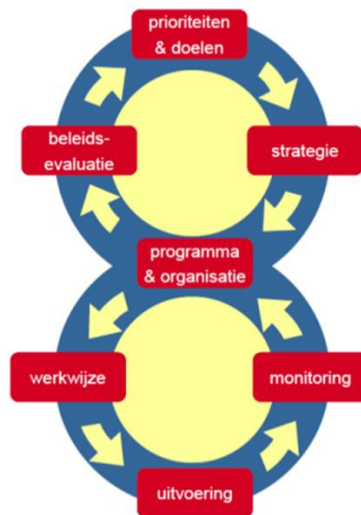 prioriteiten
& doelen
beleids-
evaluatie
strategie
programma
& organisatie
werkwijze
monitoring
uitvoering